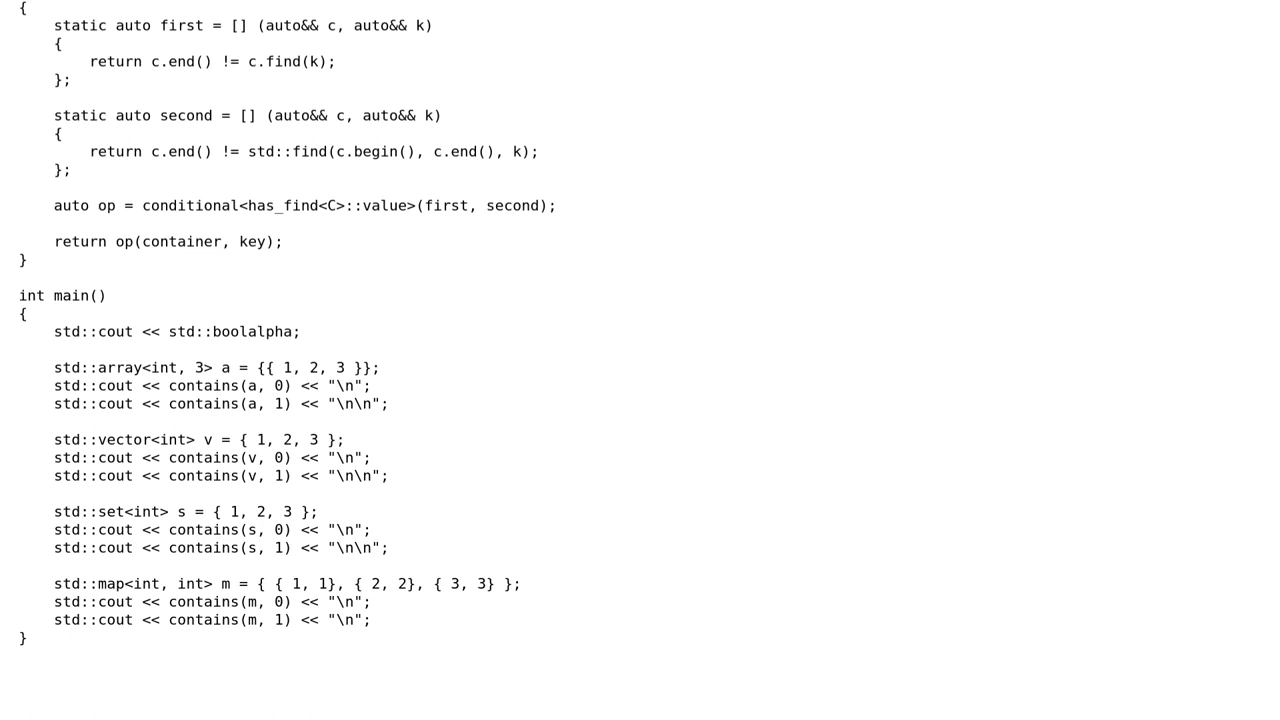 {
    static auto first = [] (auto&& c, auto&& k)
    {
        return c.end() != c.find(k);
    };

    static auto second = [] (auto&& c, auto&& k)
    {
        return c.end() != std::find(c.begin(), c.end(), k);
    };

    auto op = conditional<has_find<C>::value>(first, second);

    return op(container, key);
}

int main()
{
    std::cout << std::boolalpha;

    std::array<int, 3> a = {{ 1, 2, 3 }};
    std::cout << contains(a, 0) << "\n";
    std::cout << contains(a, 1) << "\n\n";

    std::vector<int> v = { 1, 2, 3 };
    std::cout << contains(v, 0) << "\n";
    std::cout << contains(v, 1) << "\n\n";

    std::set<int> s = { 1, 2, 3 };
    std::cout << contains(s, 0) << "\n";
    std::cout << contains(s, 1) << "\n\n";

    std::map<int, int> m = { { 1, 1}, { 2, 2}, { 3, 3} };
    std::cout << contains(m, 0) << "\n";
    std::cout << contains(m, 1) << "\n";
}